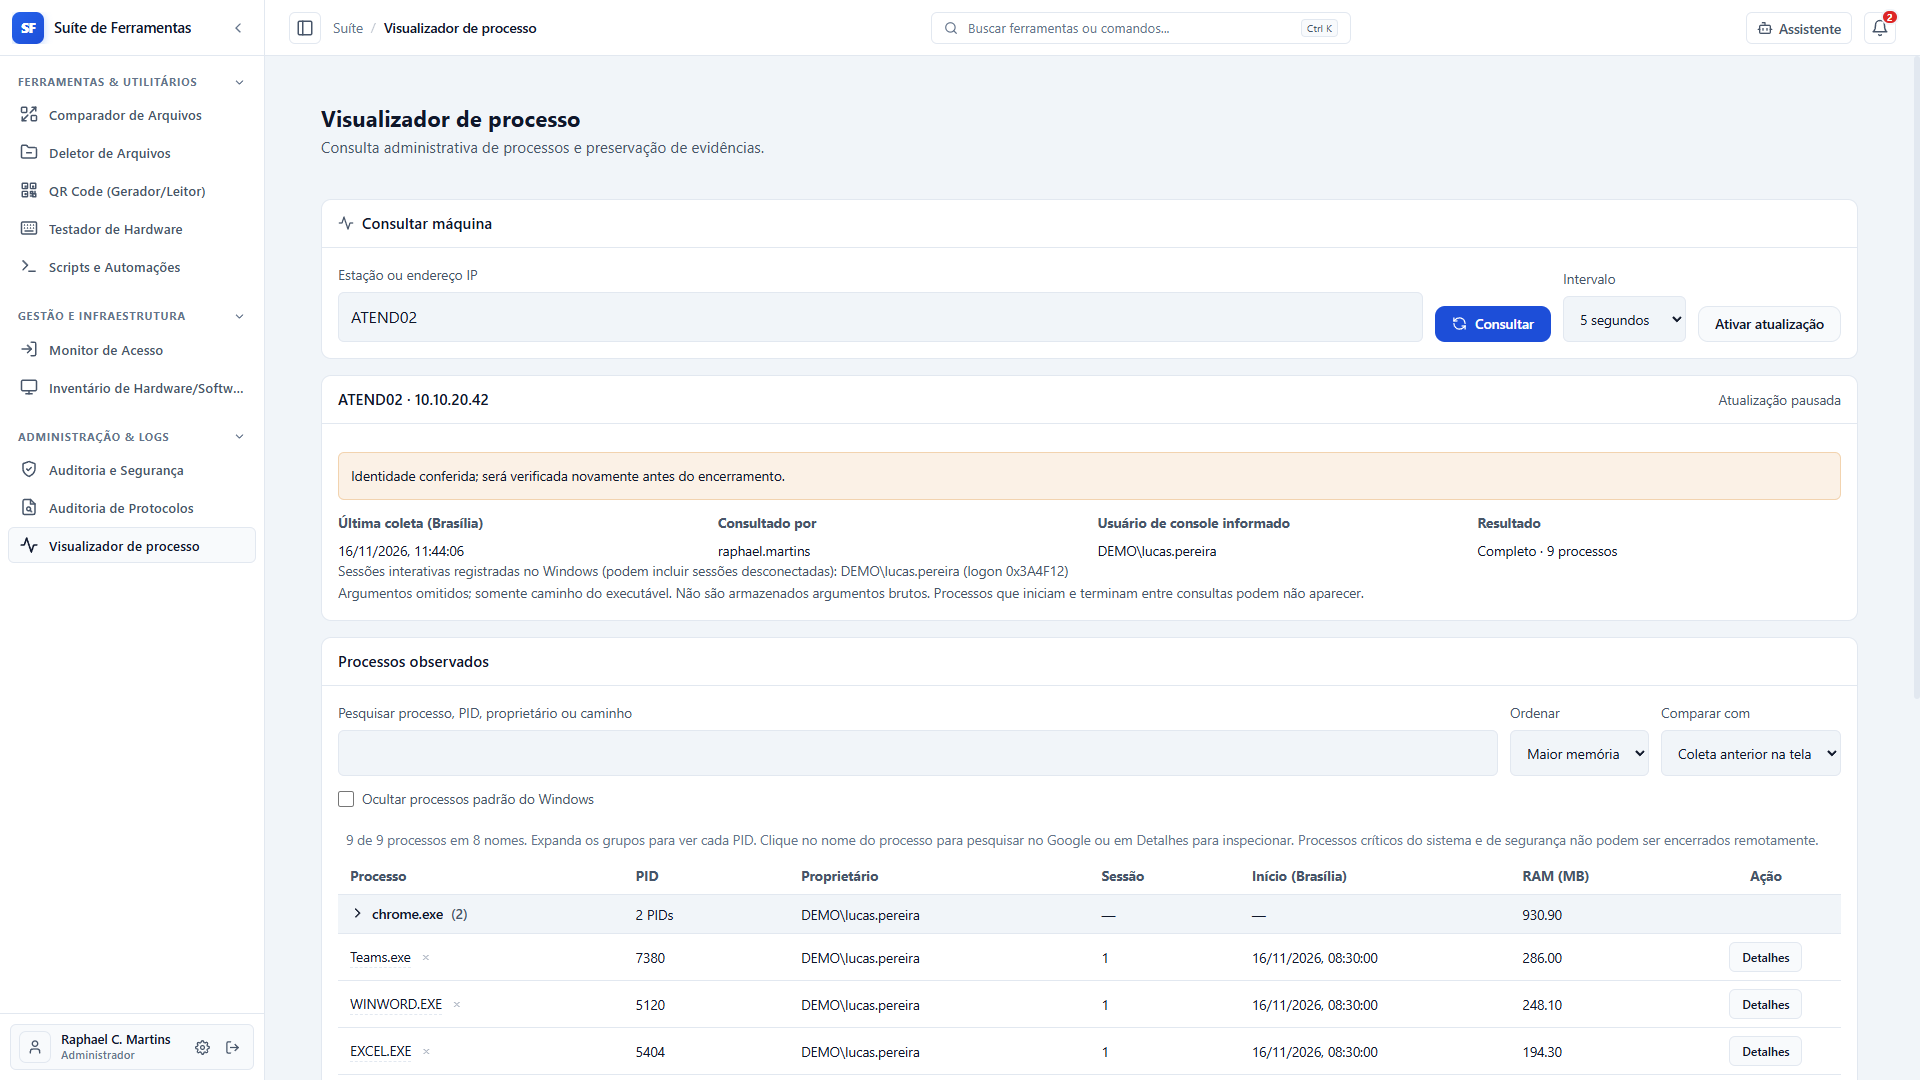 SF Suíte de Ferramentas
Suíte / Visualizador de processo
Buscar ferramentas ou comandos... Ctrl K
Assistente
2
FERRAMENTAS & UTILITÁRIOS
Comparador de Arquivos
Deletor de Arquivos
QR Code (Gerador/Leitor)
Testador de Hardware
Scripts e Automações
GESTÃO E INFRAESTRUTURA
Monitor de Acesso
Inventário de Hardware/Softw...
ADMINISTRAÇÃO & LOGS
Auditoria e Segurança
Auditoria de Protocolos
Visualizador de processo
Raphael C. Martins
Administrador
Visualizador de processo
Consulta administrativa de processos e preservação de evidências.
Consultar máquina
Estação ou endereço IP
ATEND02
Consultar
Intervalo
5 segundos
Ativar atualização
ATEND02 · 10.10.20.42
Atualização pausada
Identidade conferida; será verificada novamente antes do encerramento.
Última coleta (Brasília) Consultado por Usuário de console informado Resultado
16/11/2026, 11:44:06 raphael.martins DEMO\lucas.pereira Completo · 9 processos
Sessões interativas registradas no Windows (podem incluir sessões desconectadas): DEMO\lucas.pereira (logon 0x3A4F12)
Argumentos omitidos; somente caminho do executável. Não são armazenados argumentos brutos. Processos que iniciam e terminam entre consultas podem não aparecer.
Processos observados
Pesquisar processo, PID, proprietário ou caminho
Ordenar
Maior memória
Comparar com
Coleta anterior na tela
Ocultar processos padrão do Windows
9 de 9 processos em 8 nomes. Expanda os grupos para ver cada PID. Clique no nome do processo para pesquisar no Google ou em Detalhes para inspecionar. Processos críticos do sistema e de segurança não podem ser encerrados remotamente.
Processo PID Proprietário Sessão Início (Brasília) RAM (MB) Ação
chrome.exe (2) 2 PIDs DEMO\lucas.pereira — — 930.90
Teams.exe × 7380 DEMO\lucas.pereira 1 16/11/2026, 08:30:00 286.00 Detalhes
WINWORD.EXE × 5120 DEMO\lucas.pereira 1 16/11/2026, 08:30:00 248.10 Detalhes
EXCEL.EXE × 5404 DEMO\lucas.pereira 1 16/11/2026, 08:30:00 194.30 Detalhes